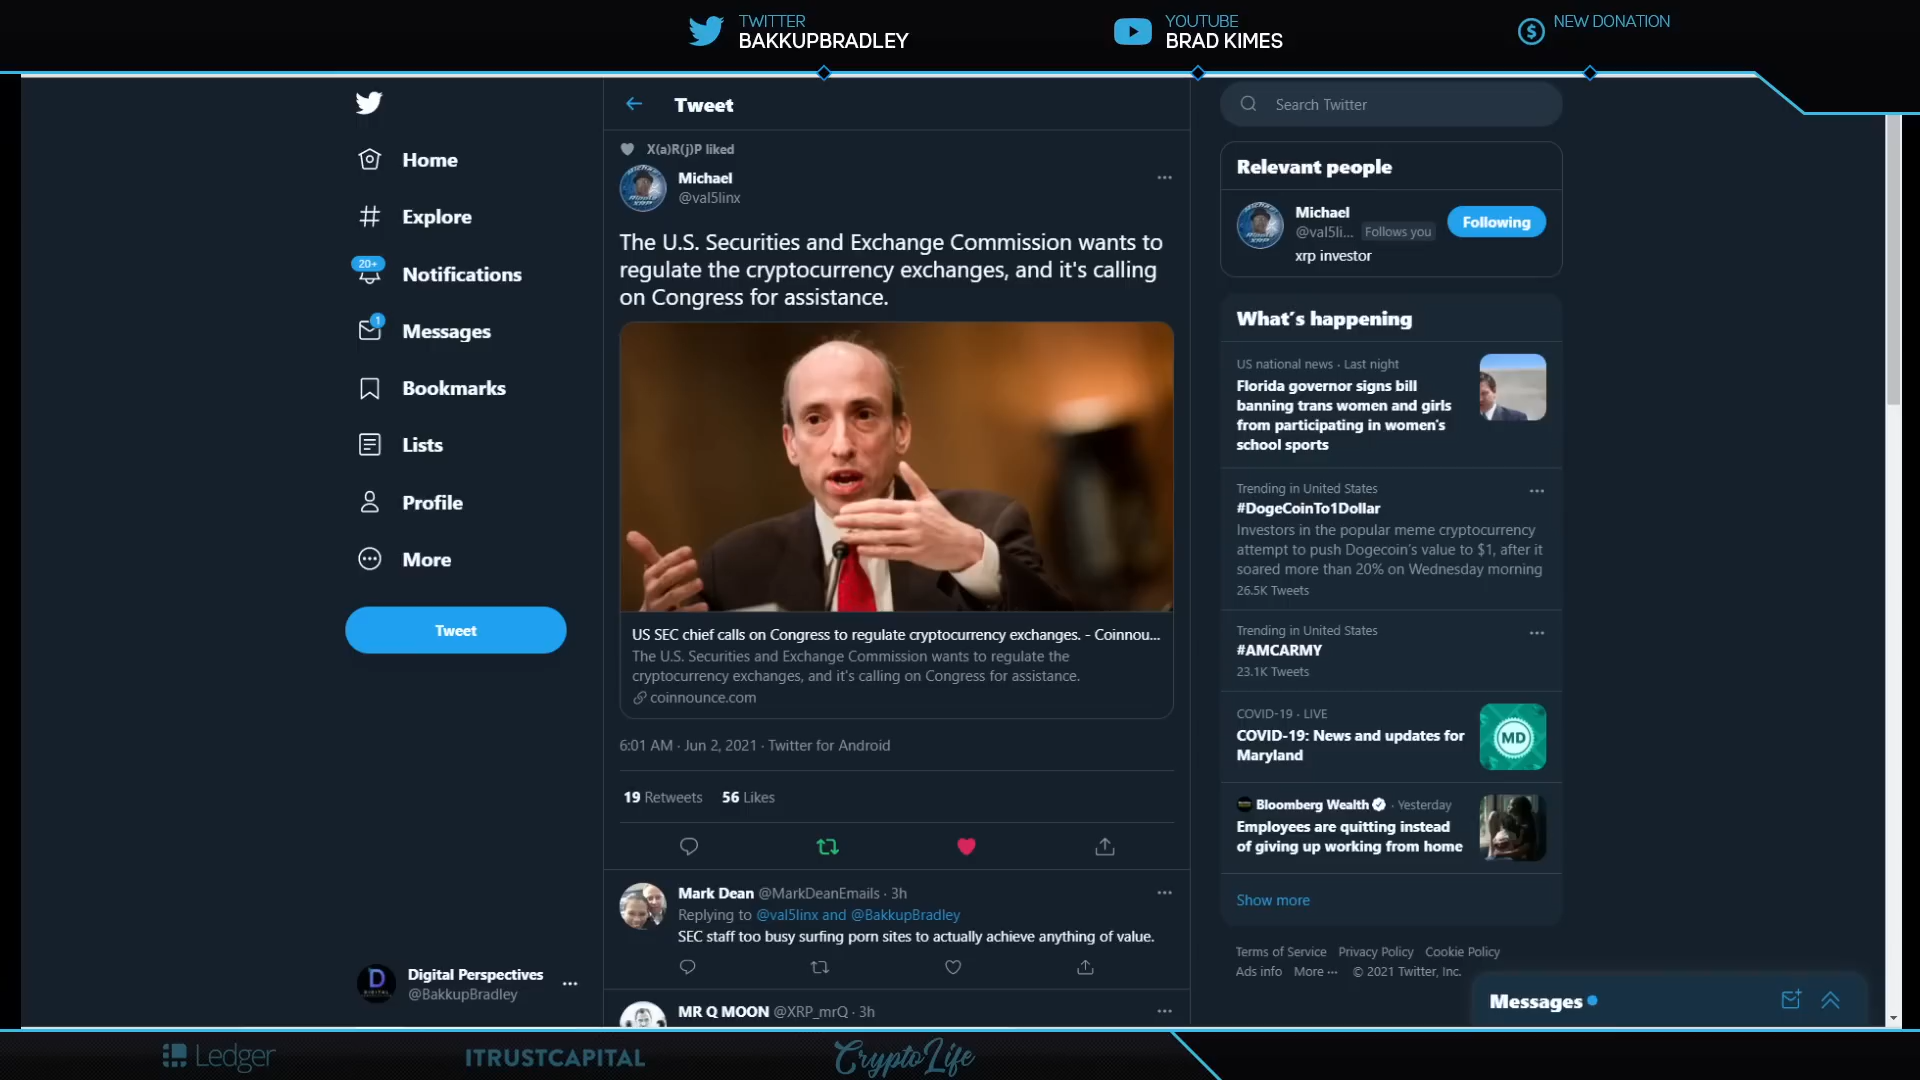 TWITTER
BAKKUPBRADLEY
YOUTUBE
BRAD KIMES
NEW DONATION
Home
Explore
20+
Notifications
1
Messages
Bookmarks
Lists
Profile
More
Tweet
Digital Perspectives
@BakkupBradley
Tweet
X(a)R(j)P liked
Michael
@val5linx
The U.S. Securities and Exchange Commission wants to
regulate the cryptocurrency exchanges, and it's calling
on Congress for assistance.
US SEC chief calls on Congress to regulate cryptocurrency exchanges. - Coinnou...
The U.S. Securities and Exchange Commission wants to regulate the
cryptocurrency exchanges, and it's calling on Congress for assistance.
coinnounce.com
6:01 AM · Jun 2, 2021 · Twitter for Android
19 Retweets 56 Likes
Mark Dean @MarkDeanEmails · 3h
Replying to @val5linx and @BakkupBradley
SEC staff too busy surfing porn sites to actually achieve anything of value.
MR Q MOON @XRP_mrQ · 3h
Search Twitter
Relevant people
Michael
@val5li... Follows you
Following
xrp investor
What's happening
US national news · Last night
Florida governor signs bill
banning trans women and girls
from participating in women's
school sports
Trending in United States
#DogeCoinTo1Dollar
Investors in the popular meme cryptocurrency
attempt to push Dogecoin's value to $1, after it
soared more than 20% on Wednesday morning
26.5K Tweets
Trending in United States
#AMCARMY
23.1K Tweets
COVID-19 · LIVE
COVID-19: News and updates for
Maryland
MD
Bloomberg Wealth · Yesterday
Employees are quitting instead
of giving up working from home
Show more
Terms of Service Privacy Policy Cookie Policy
Ads info More ··· © 2021 Twitter, Inc.
Messages
Ledger
ITRUSTCAPITAL
CryptoLife